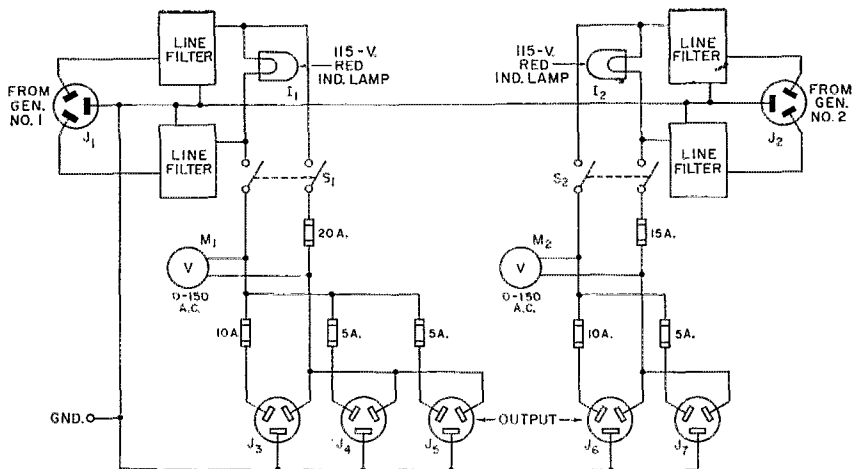 LINE
FILTER
115-V.
RED
IND. LAMP
I1
FROM
GEN.
NO. 1
J1
LINE
FILTER
S1
20A.
M1
V
0-150
A.C.
10A.
5A.
5A.
GND.
J3
J4
J5
OUTPUT
115-V.
RED
IND. LAMP
I2
LINE
FILTER
FROM
GEN.
NO. 2
J2
LINE
FILTER
S2
15A.
M2
V
0-150
A.C.
10A.
5A.
J6
J7